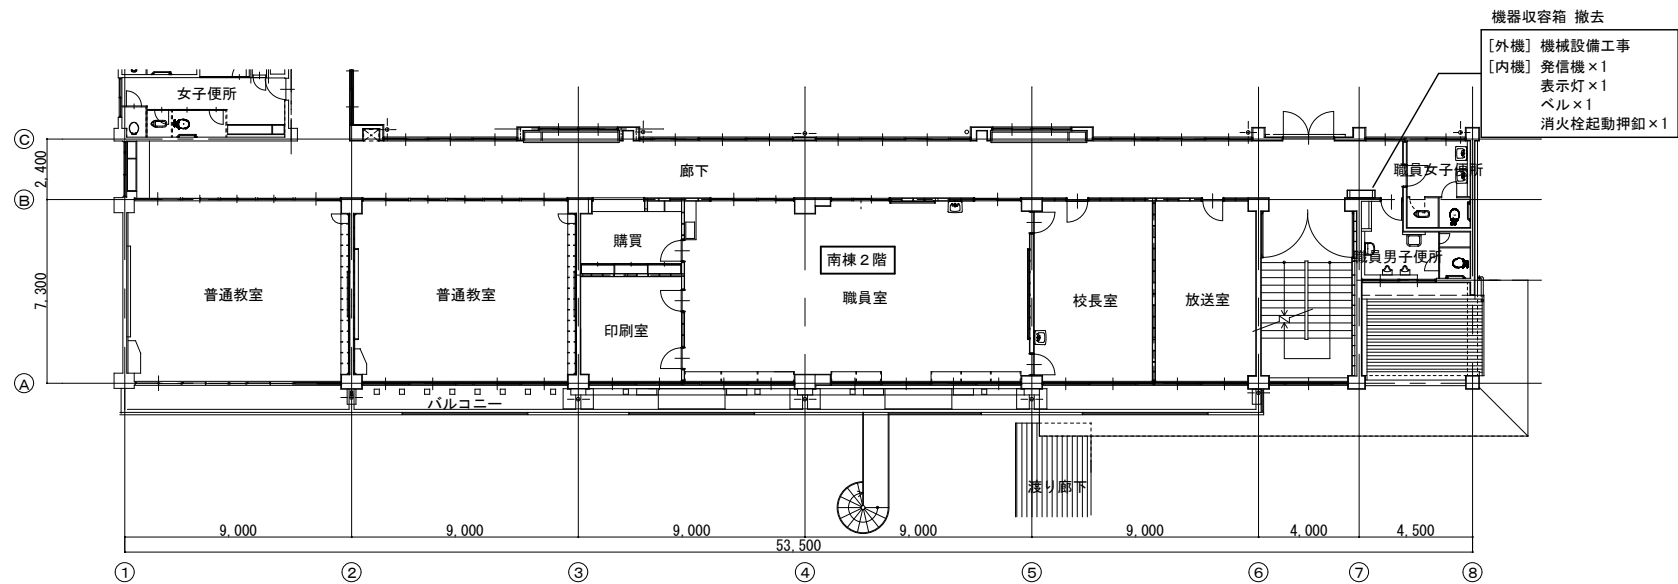 機器収容箱 撤去
[外機] 機械設備工事
[内機] 発信機×1
表示灯×1
ベル×1
消火栓起動押釦×1
女子便所
Ⓒ
2,400
廊下
職員女子便所
Ⓑ
購買
南棟２階
職員男子便所
7,300
普通教室
普通教室
職員室
校長室
放送室
印刷室
Ⓐ
バルコニー
渡り廊下
9,000
9,000
9,000
9,000
9,000
4,000
4,500
53,500
①
②
③
④
⑤
⑥
⑦
⑧